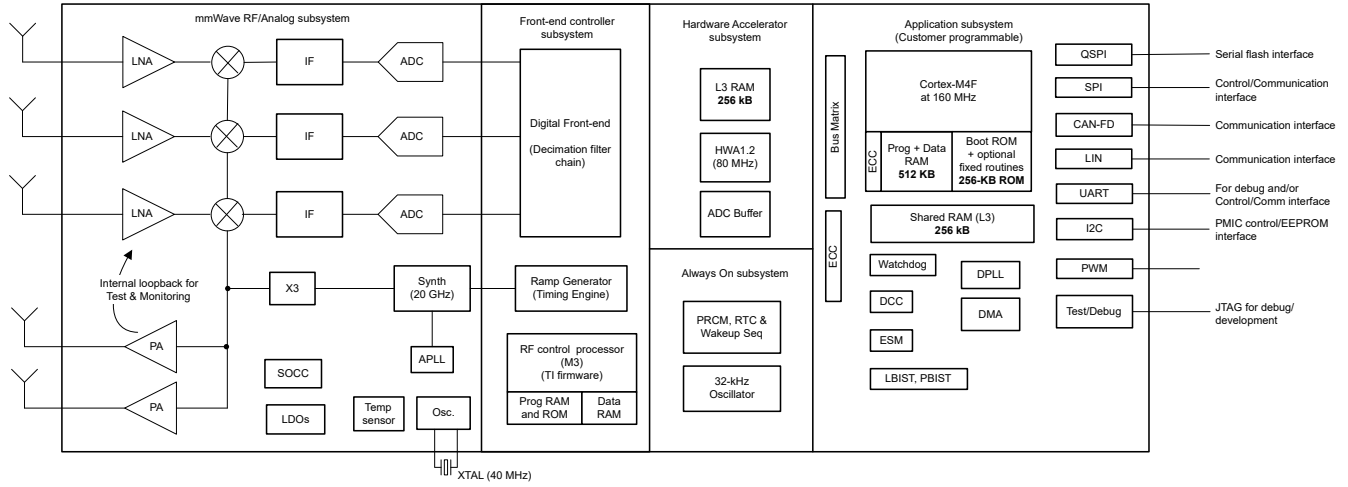 mmWave RF/Analog subsystem
LNA
IF
ADC
LNA
IF
ADC
LNA
IF
ADC
Internal loopback for
Test & Monitoring
X3
Synth
(20 GHz)
PA
APLL
SOCC
PA
LDOs
Temp
sensor
Osc.
XTAL (40 MHz)
Front-end controller
subsystem
Digital Front-end
(Decimation filter
chain)
Ramp Generator
(Timing Engine)
RF control processor
(M3)
(TI firmware)
Prog RAM
and ROM
Data
RAM
Hardware Accelerator
subsystem
L3 RAM
256 kB
HWA1.2
(80 MHz)
ADC Buffer
Always On subsystem
PRCM, RTC &
Wakeup Seq
32-kHz
Oscillator
Application subsystem
(Customer programmable)
Bus Matrix
Cortex-M4F
at 160 MHz
ECC
Prog + Data
RAM
512 KB
Boot ROM
+ optional
fixed routines
256-KB ROM
ECC
Shared RAM (L3)
256 kB
Watchdog
DPLL
DCC
DMA
ESM
LBIST, PBIST
QSPI
Serial flash interface
SPI
Control/Communication
interface
CAN-FD
Communication interface
LIN
Communication interface
UART
For debug and/or
Control/Comm interface
I2C
PMIC control/EEPROM
interface
PWM
Test/Debug
JTAG for debug/
development